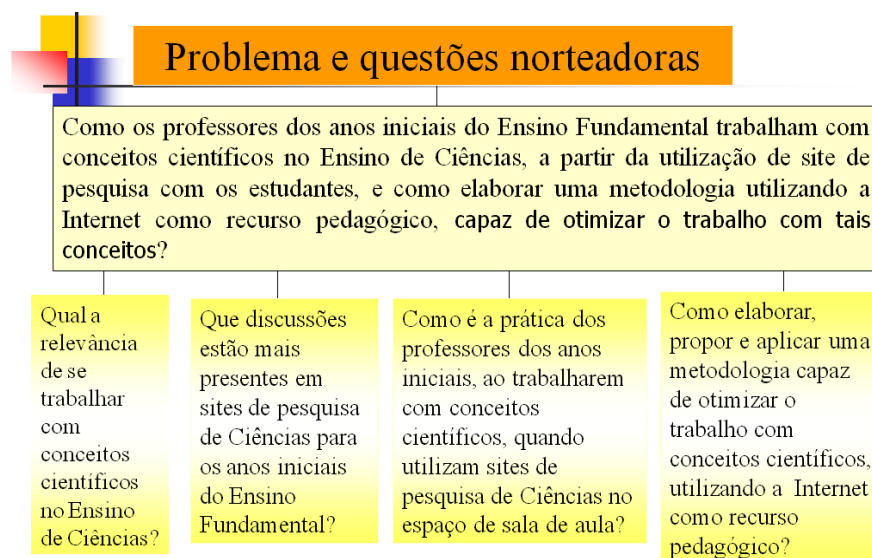 Problema e questões norteadoras
Como os professores dos anos iniciais do Ensino Fundamental trabalham com
conceitos científicos no Ensino de Ciências, a partir da utilização de site de
pesquisa com os estudantes, e como elaborar uma metodologia utilizando a
Internet como recurso pedagógico, capaz de otimizar o trabalho com tais
conceitos?
Qual a
relevância
de se
trabalhar
com
conceitos
científicos
no Ensino
de Ciências?
Que discussões
estão mais
presentes em
sites de pesquisa
de Ciências para
os anos iniciais
do Ensino
Fundamental?
Como é a prática dos
professores dos anos
iniciais, ao trabalharem
com conceitos
científicos, quando
utilizam sites de
pesquisa de Ciências no
espaço de sala de aula?
Como elaborar,
propor e aplicar uma
metodologia capaz
de otimizar o
trabalho com
conceitos científicos,
utilizando a Internet
como recurso
pedagógico?